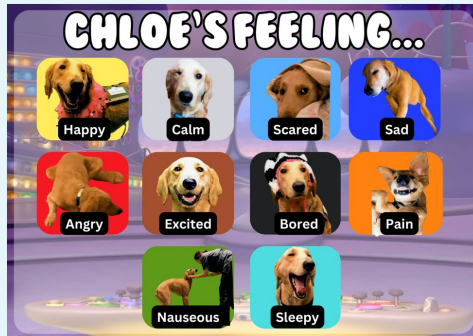 CHLOE'S FEELING...
Happy
Calm
Scared
Sad
Angry
Excited
Bored
Pain
Nauseous
Sleepy